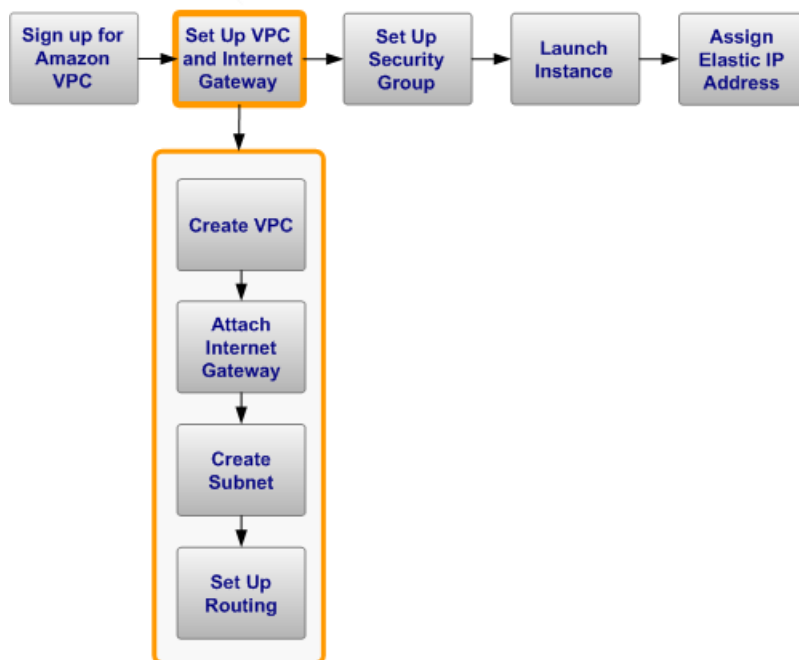 Sign up for
Amazon
VPC
Set Up VPC
and Internet
Gateway
Set Up
Security
Group
Launch
Instance
Assign
Elastic IP
Address
Create VPC
Attach
Internet
Gateway
Create
Subnet
Set Up
Routing